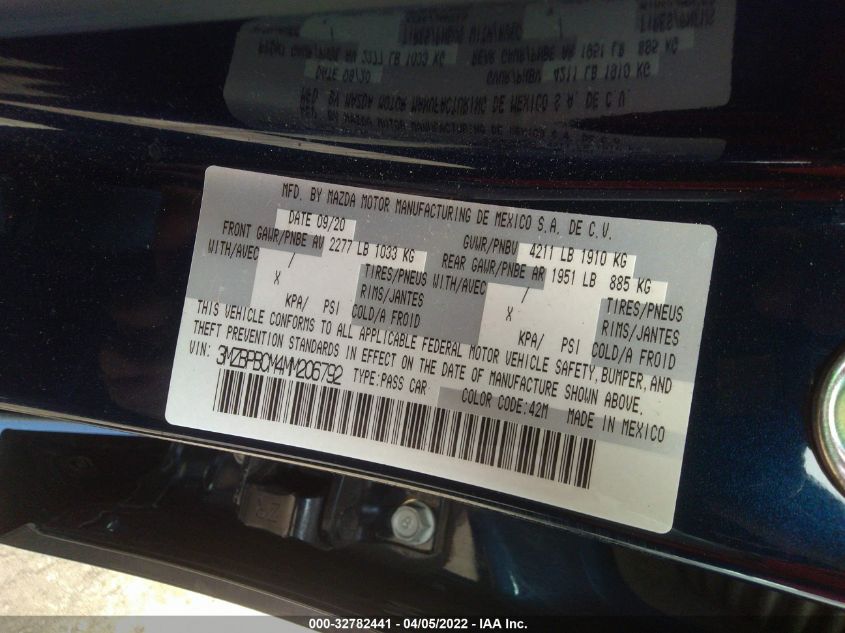 MFD. BY MAZDA MOTOR MANUFACTURING DE MEXICO S.A. DE C.V.
DATE 09/20 GVWR/PNBV 4211 LB 1910 KG
FRONT GAWR/PNBE AV 2277 LB 1033 KG REAR GAWR/PNBE AR 1951 LB 885 KG
WITH/AVEC / TIRES/PNEUS WITH/AVEC / TIRES/PNEUS
X RIMS/JANTES X RIMS/JANTES
KPA/ PSI COLD/A FROID KPA/ PSI COLD/A FROID
THIS VEHICLE CONFORMS TO ALL APPLICABLE FEDERAL MOTOR VEHICLE SAFETY, BUMPER, AND
THEFT PREVENTION STANDARDS IN EFFECT ON THE DATE OF MANUFACTURE SHOWN ABOVE.
VIN: 3MZBPBCM4MM206792 TYPE:PASS CAR COLOR CODE:42M MADE IN MEXICO
8
000-32782441 - 04/05/2022 - IAA Inc.